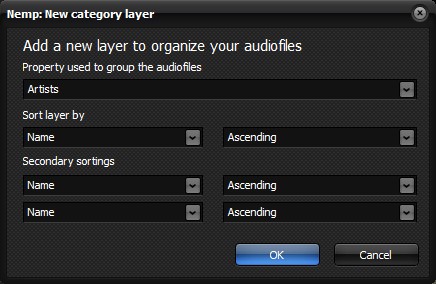 Nemp: New category layer
Add a new layer to organize your audiofiles
Property used to group the audiofiles
Artists
Sort layer by
Name Ascending
Secondary sortings
Name Ascending
Name Ascending
OK Cancel